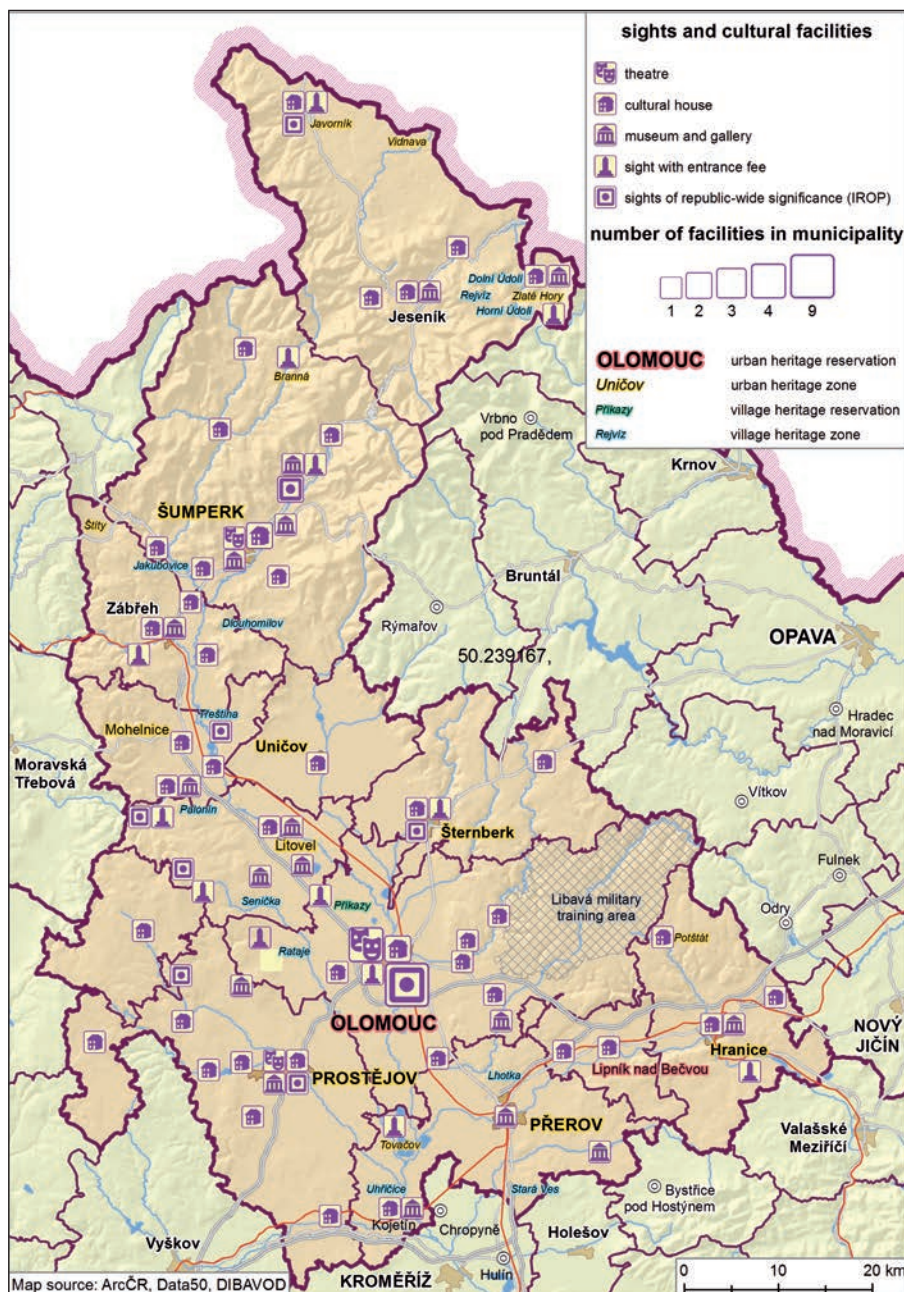 sights and cultural facilities
theatre
cultural house
museum and gallery
sight with entrance fee
sights of republic-wide significance (IROP)
number of facilities in municipality
1 2 3 4 9
OLOMOUC urban heritage reservation
Uničov urban heritage zone
Příkazy village heritage reservation
Rejvíz village heritage zone
Javorník
Vidnava
Dolní Údolí
Rejvíz
Zlaté Hory
Horní Údolí
Jeseník
Branná
Vrbno
pod Pradědem
Krnov
ŠUMPERK
Štíty
Jakubovice
Bruntál
Zábřeh
Dlouhomilov
Rýmařov
OPAVA
50.239167,
Hradec
nad Moravicí
Třeština
Mohelnice
Uničov
Moravská
Třebová
Vítkov
Palonín
Šternberk
Litovel
Fulnek
Libavá military
training area
Senička
Příkazy
Odry
Potštát
Rataje
OLOMOUC
NOVÝ
JIČÍN
Hranice
Lipník nad Bečvou
Lhotka
PROSTĚJOV
PŘEROV
Valašské
Meziříčí
Tovačov
Uhřičice
Stará Ves
Bystřice
pod Hostýnem
Kojetín
Chropyně
Holešov
Vyškov
Hulín
KROMĚŘÍŽ
0 10 20 km
Map source: ArcČR, Data50, DIBAVOD